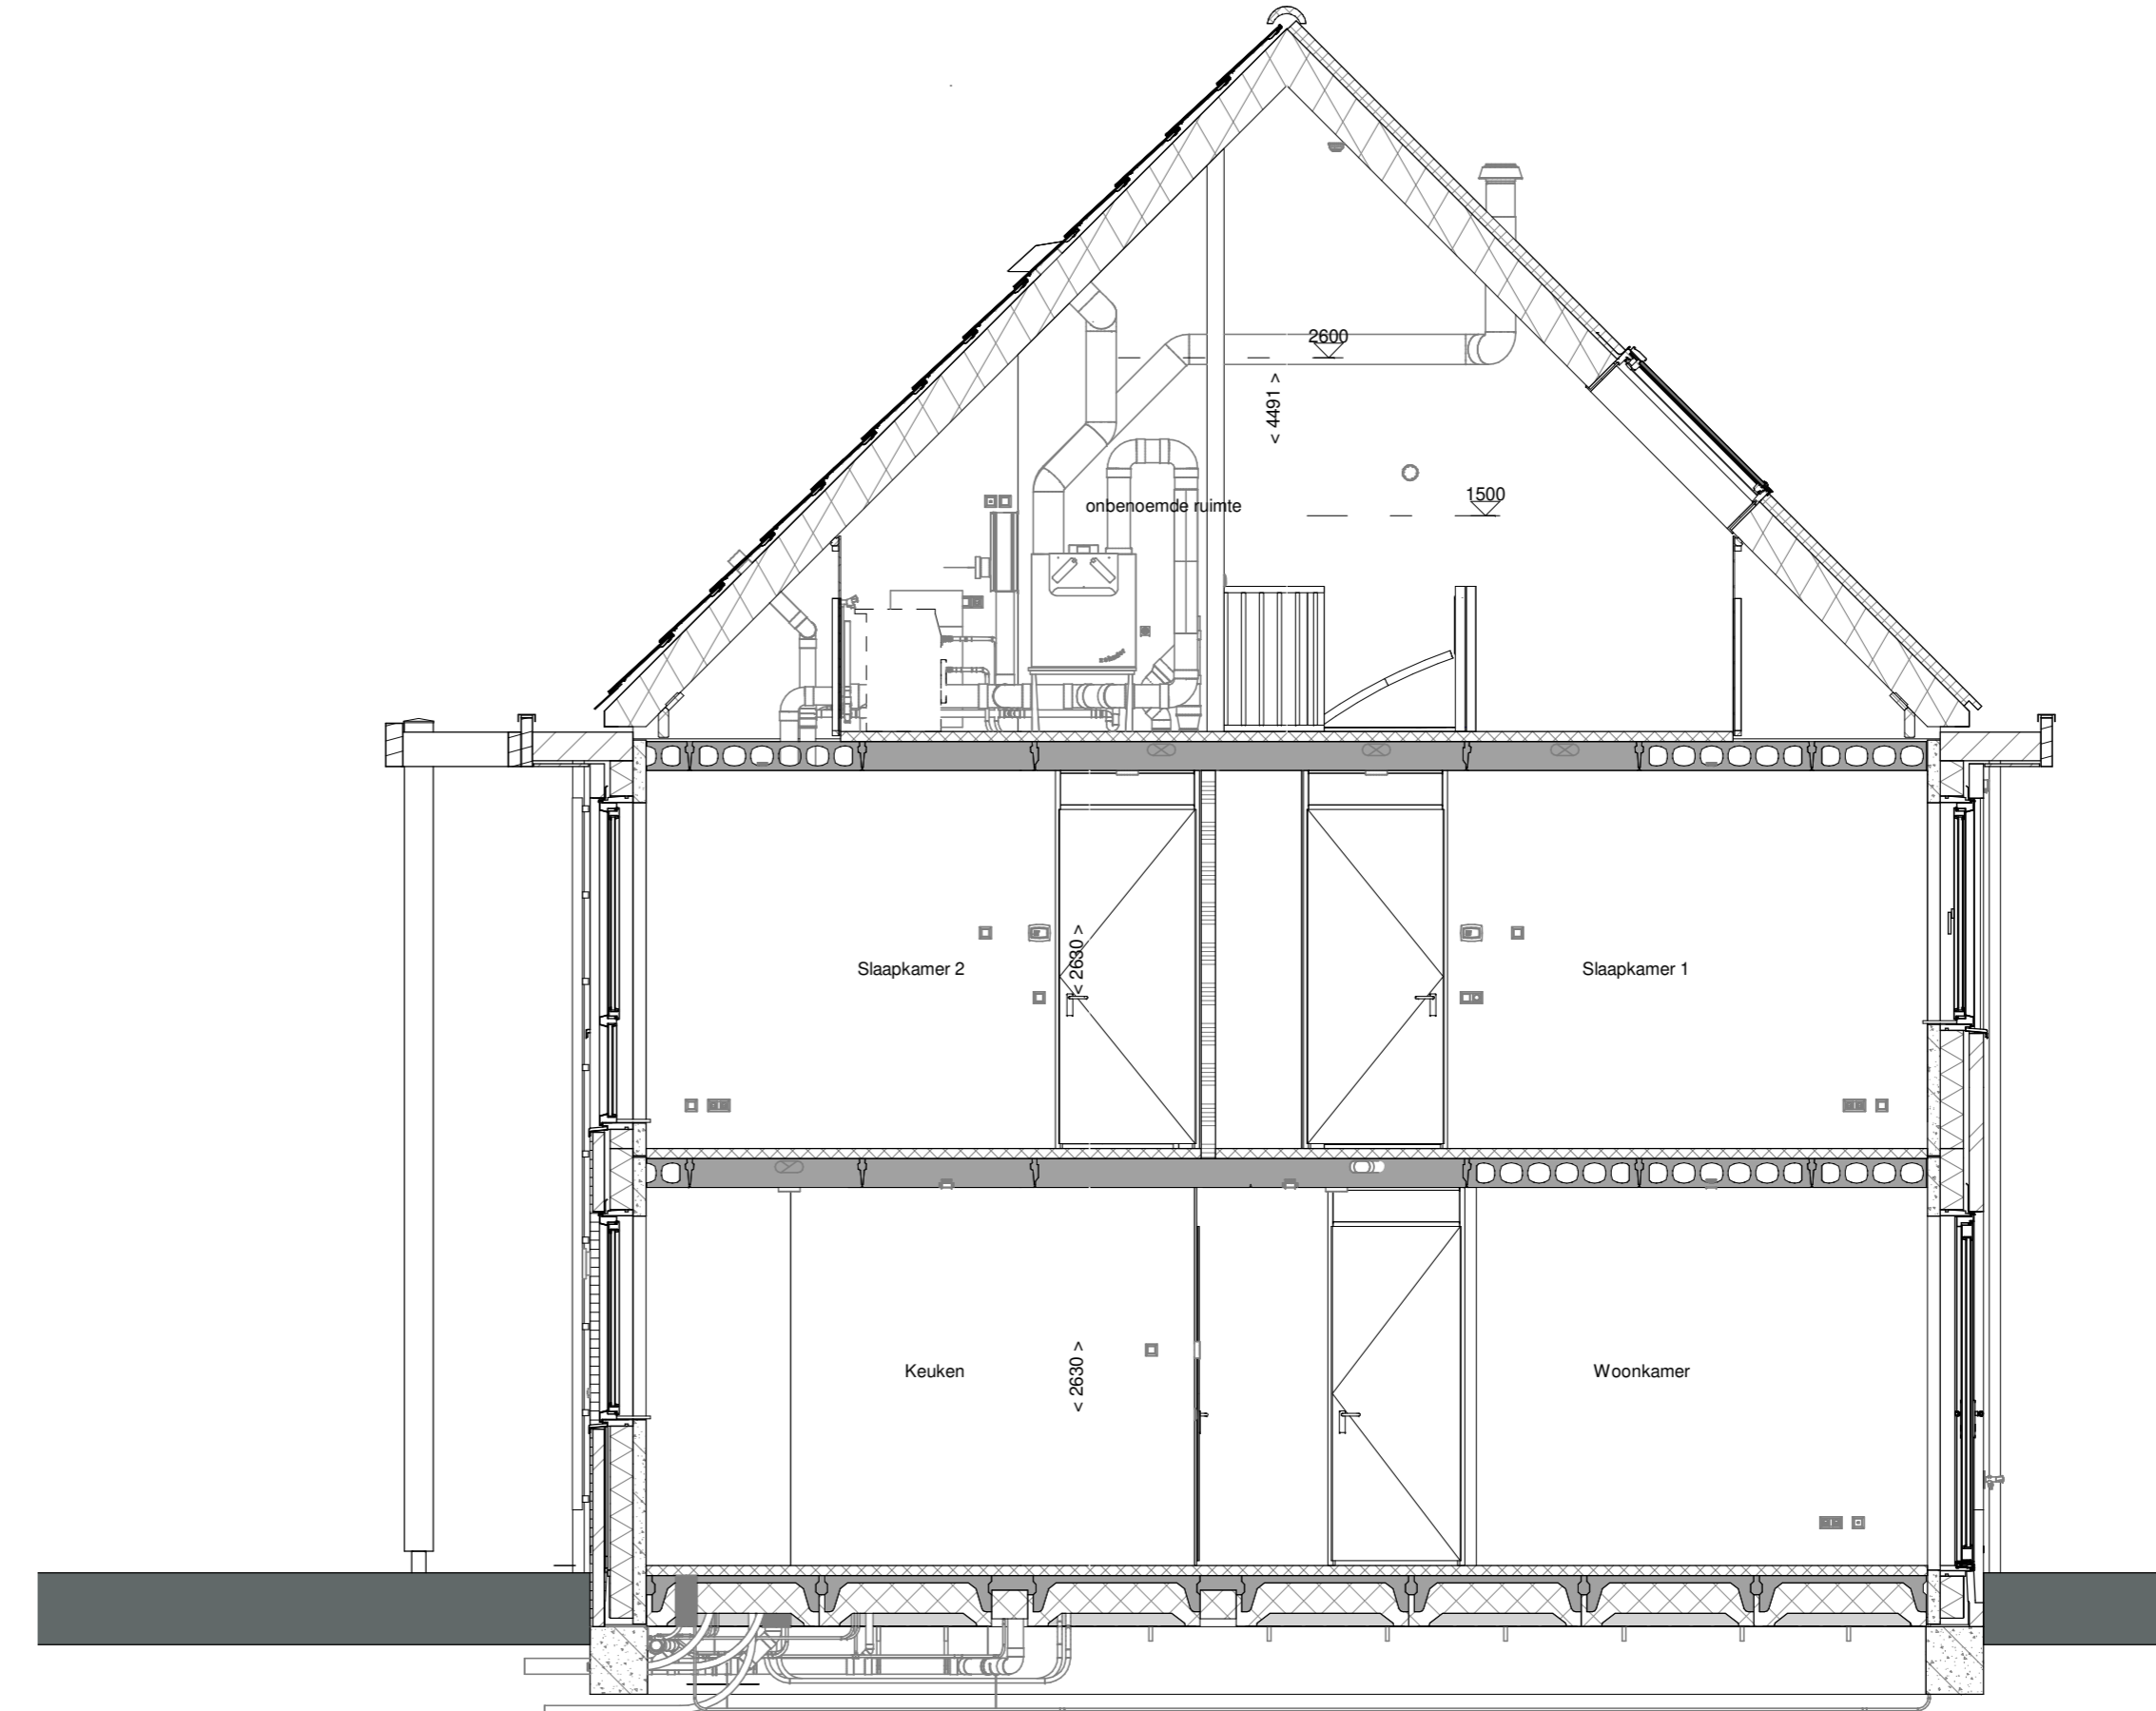 2600
< 4491 >
1500
onbenoemde ruimte
< 2630 >
Slaapkamer 2
Slaapkamer 1
< 2630 >
Keuken
Woonkamer